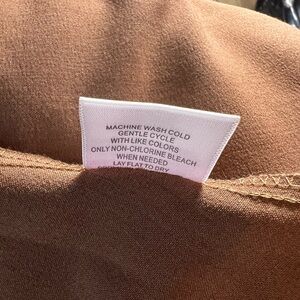 MACHINE WASH COLD
GENTLE CYCLE
WITH LIKE COLORS
ONLY NON-CHLORINE BLEACH
WHEN NEEDED
LAY FLAT TO DRY